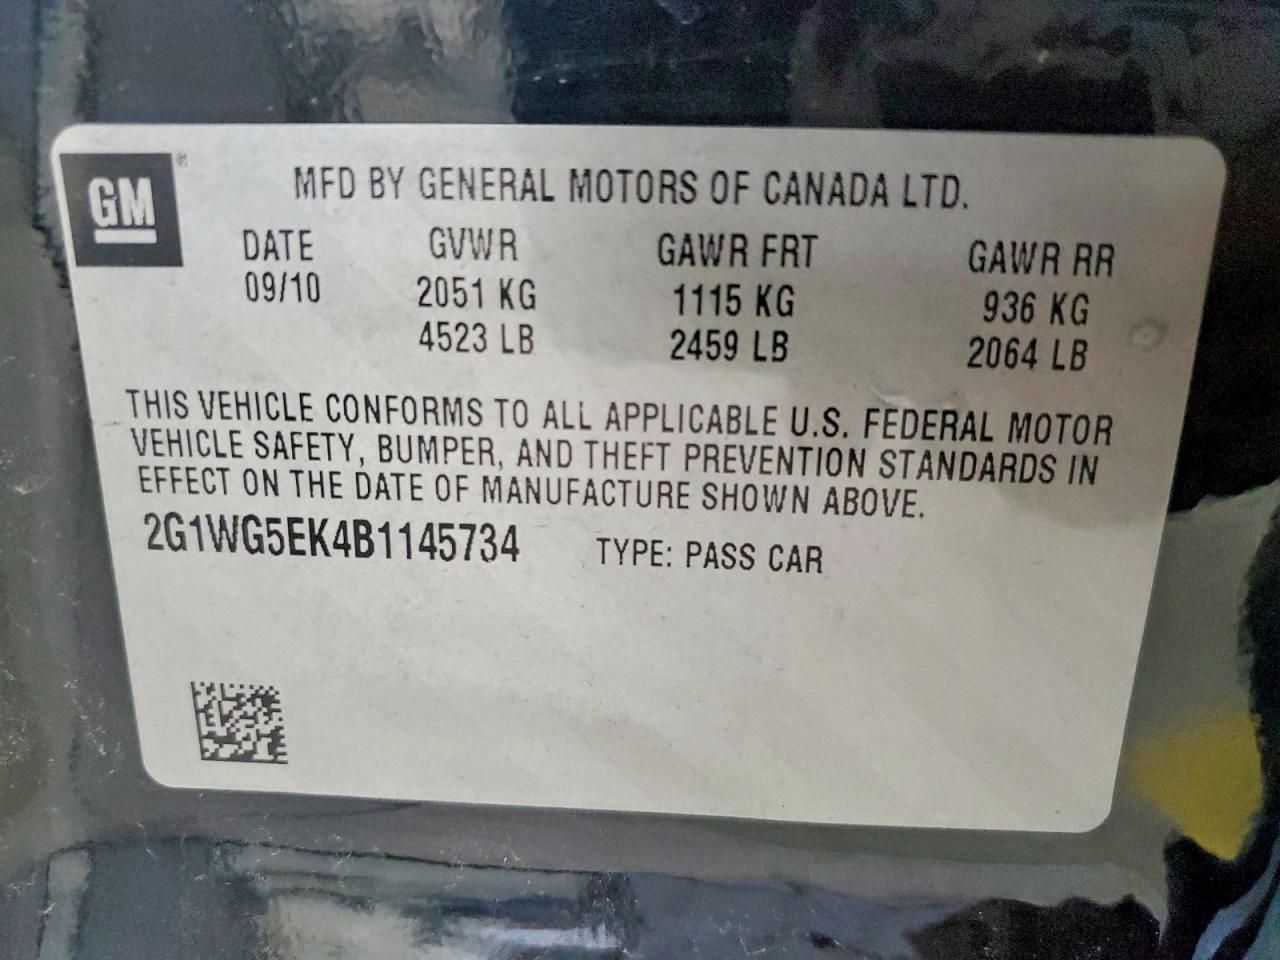 GM®
MFD BY GENERAL MOTORS OF CANADA LTD.
DATE GVWR GAWR FRT GAWR RR
09/10 2051 KG 1115 KG 936 KG
4523 LB 2459 LB 2064 LB
THIS VEHICLE CONFORMS TO ALL APPLICABLE U.S. FEDERAL MOTOR
VEHICLE SAFETY, BUMPER, AND THEFT PREVENTION STANDARDS IN
EFFECT ON THE DATE OF MANUFACTURE SHOWN ABOVE.
2G1WG5EK4B1145734 TYPE: PASS CAR